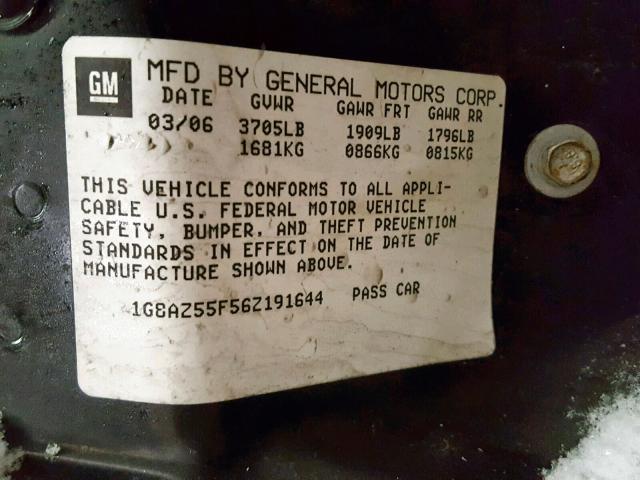 GM
MFD BY GENERAL MOTORS CORP.
DATE GVWR GAWR FRT GAWR RR
03/06 3705LB 1909LB 1796LB
1681KG 0866KG 0815KG
THIS VEHICLE CONFORMS TO ALL APPLI-
CABLE U.S. FEDERAL MOTOR VEHICLE
SAFETY, BUMPER, AND THEFT PREVENTION
STANDARDS IN EFFECT ON THE DATE OF
MANUFACTURE SHOWN ABOVE.
1G8AZ55F56Z191644 PASS CAR